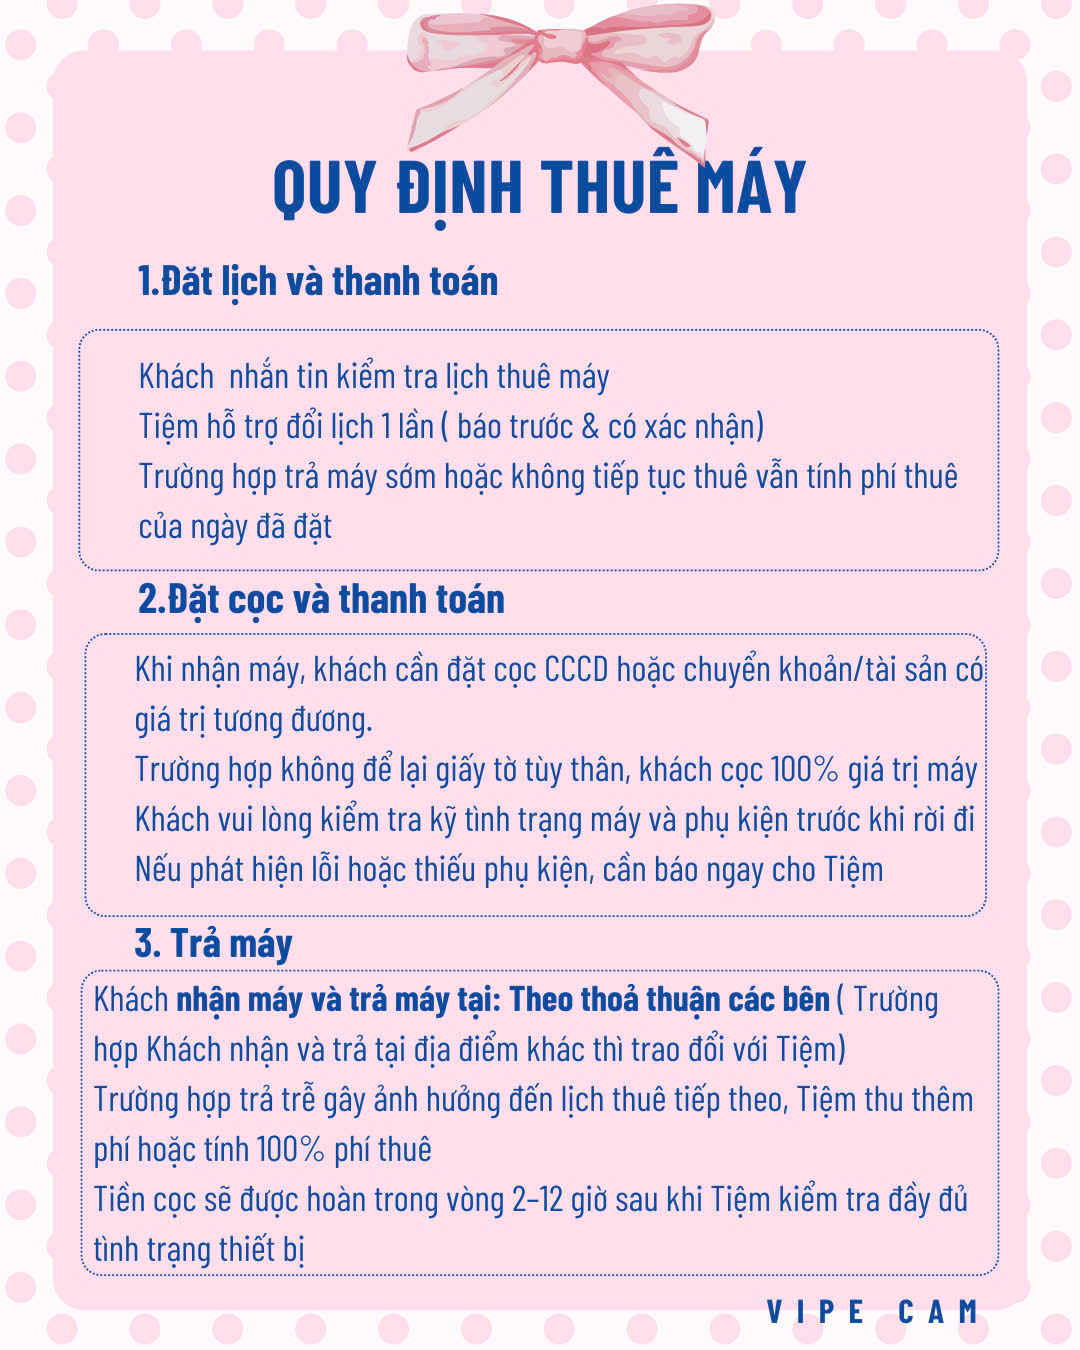 QUY ĐỊNH THUÊ MÁY
1.Đăt lịch và thanh toán
Khách  nhắn tin kiểm tra lịch thuê máy
Tiệm hỗ trợ đổi lịch 1 lần ( báo trước & có xác nhận)
Trường hợp trả máy sớm hoặc không tiếp tục thuê vẫn tính phí thuê
của ngày đã đặt
2.Đặt cọc và thanh toán
Khi nhận máy, khách cần đặt cọc CCCD hoặc chuyển khoản/tài sản có
giá trị tương đương.
Trường hợp không để lại giấy tờ tùy thân, khách cọc 100% giá trị máy
Khách vui lòng kiểm tra kỹ tình trạng máy và phụ kiện trước khi rời đi
Nếu phát hiện lỗi hoặc thiếu phụ kiện, cần báo ngay cho Tiệm
3. Trả máy
Khách nhận máy và trả máy tại: Theo thoả thuận các bên ( Trường
hợp Khách nhận và trả tại địa điểm khác thì trao đổi với Tiệm)
Trường hợp trả trễ gây ảnh hưởng đến lịch thuê tiếp theo, Tiệm thu thêm
phí hoặc tính 100% phí thuê
Tiền cọc sẽ được hoàn trong vòng 2–12 giờ sau khi Tiệm kiểm tra đầy đủ
tình trạng thiết bị
VIPE CAM